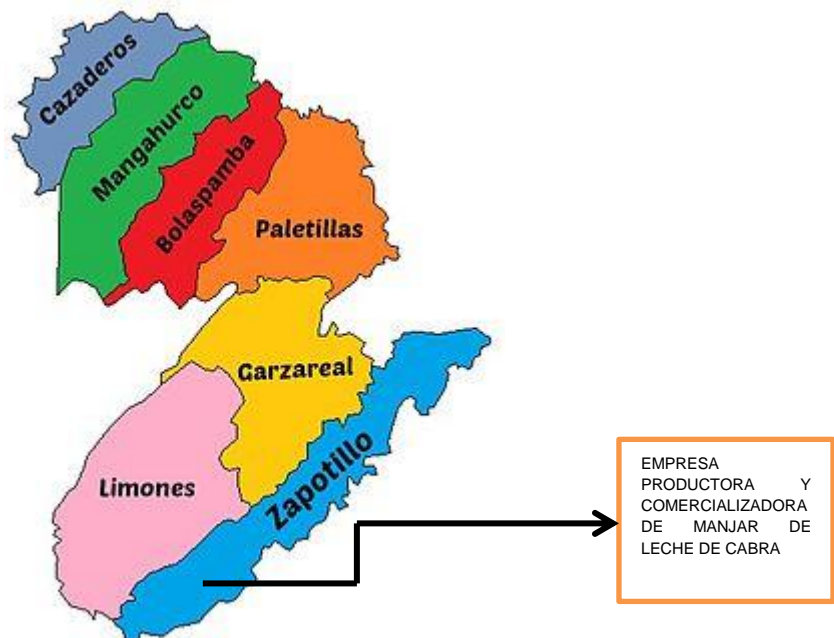 Cazaderos
Mangahurco
Bolaspamba
Paletillas
Garzareal
Limones
Zapotillo
EMPRESA
PRODUCTORA Y
COMERCIALIZADORA
DE MANJAR DE
LECHE DE CABRA